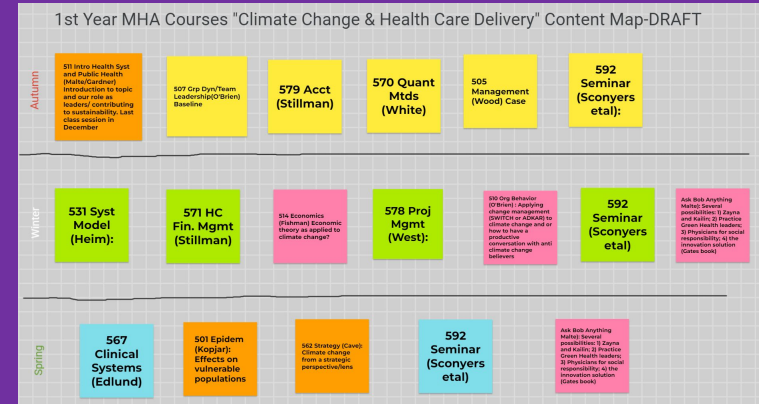 1st Year MHA Courses "Climate Change & Health Care Delivery" Content Map-DRAFT
Autumn
511 Intro Health Syst
and Public Health
(Malte/Gardner)
Introduction to topic
and our role as
leaders/ contributing
to sustainability. Last
class session in
December
507 Grp Dyn/Team
Leadership(O'Brien)
Baseline
579 Acct
(Stillman)
570 Quant
Mtds
(White)
505
Management
(Wood) Case
592
Seminar
(Sconyers
etal):
Winter
531 Syst
Model
(Heim):
571 HC
Fin. Mgmt
(Stillman)
514 Economics
(Fishman) Economic
theory as applied to
climate change?
578 Proj
Mgmt
(West):
510 Org Behavior
(O'Brien) : Applying
change management
(SWITCH or ADKAR) to
climate change and or
how to have a
productive
conversation with anti
climate change
believers
592
Seminar
(Sconyers
etal)
Ask Bob Anything
Malte): Several
possibilities: 1) Zayna
and Kailin; 2) Practice
Green Health leaders;
3) Physicians for social
responsibility; 4) the
innovation solution
(Gates book)
Spring
567
Clinical
Systems
(Edlund)
501 Epidem
(Kopjar):
Effects on
vulnerable
populations
562 Strategy (Cave):
Climate change
from a strategic
perspective/lens
592
Seminar
(Sconyers
etal)
Ask Bob Anything
Malte): Several
possibilities: 1) Zayna
and Kailin; 2) Practice
Green Health leaders;
3) Physicians for social
responsibility; 4) the
innovation solution
(Gates book)